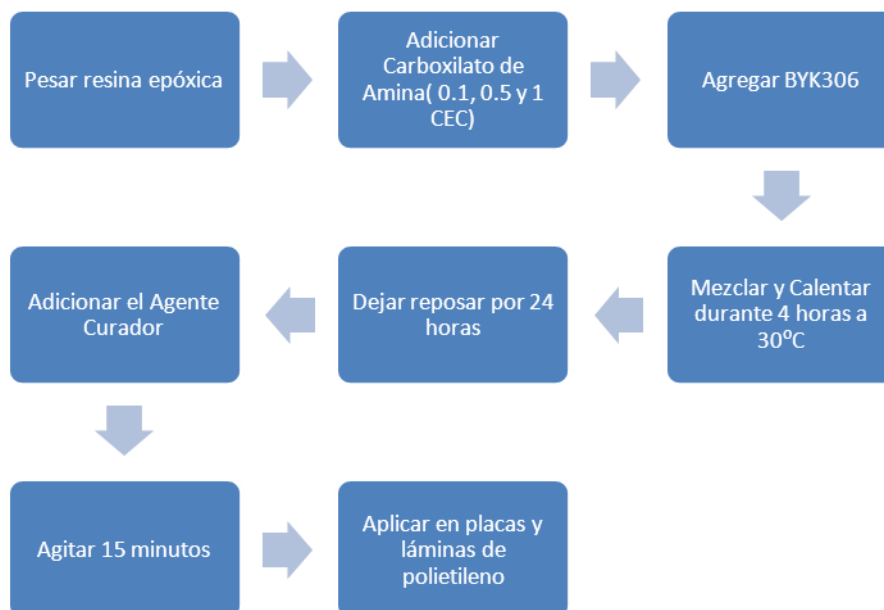 Pesar resina epóxica
Adicionar
Carboxilato de
Amina( 0.1, 0.5 y 1
CEC)
Agregar BYK306
Mezclar y Calentar
durante 4 horas a
30⁰C
Dejar reposar por 24
horas
Adicionar el Agente
Curador
Agitar 15 minutos
Aplicar en placas y
láminas de
polietileno